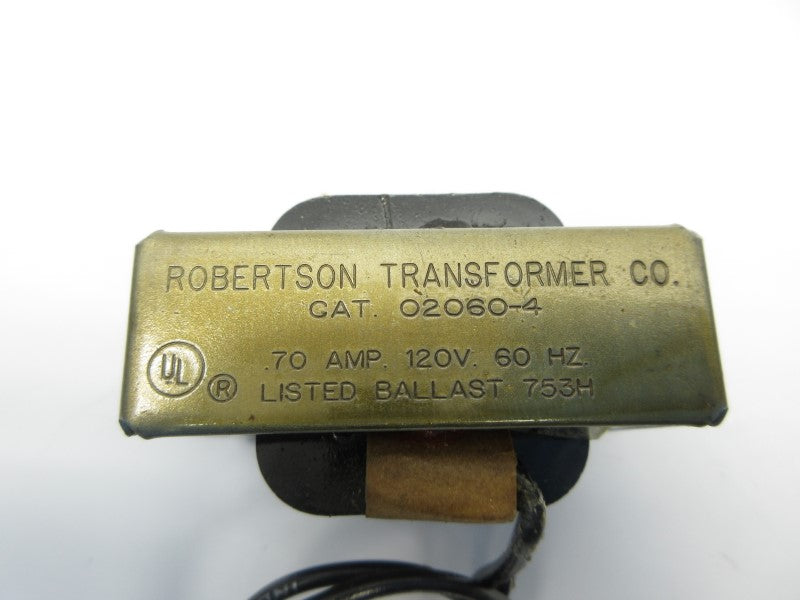 ROBERTSON TRANSFORMER CO.
CAT. 02060-4
.70 AMP. 120V. 60 HZ.
UL ® LISTED BALLAST 753H